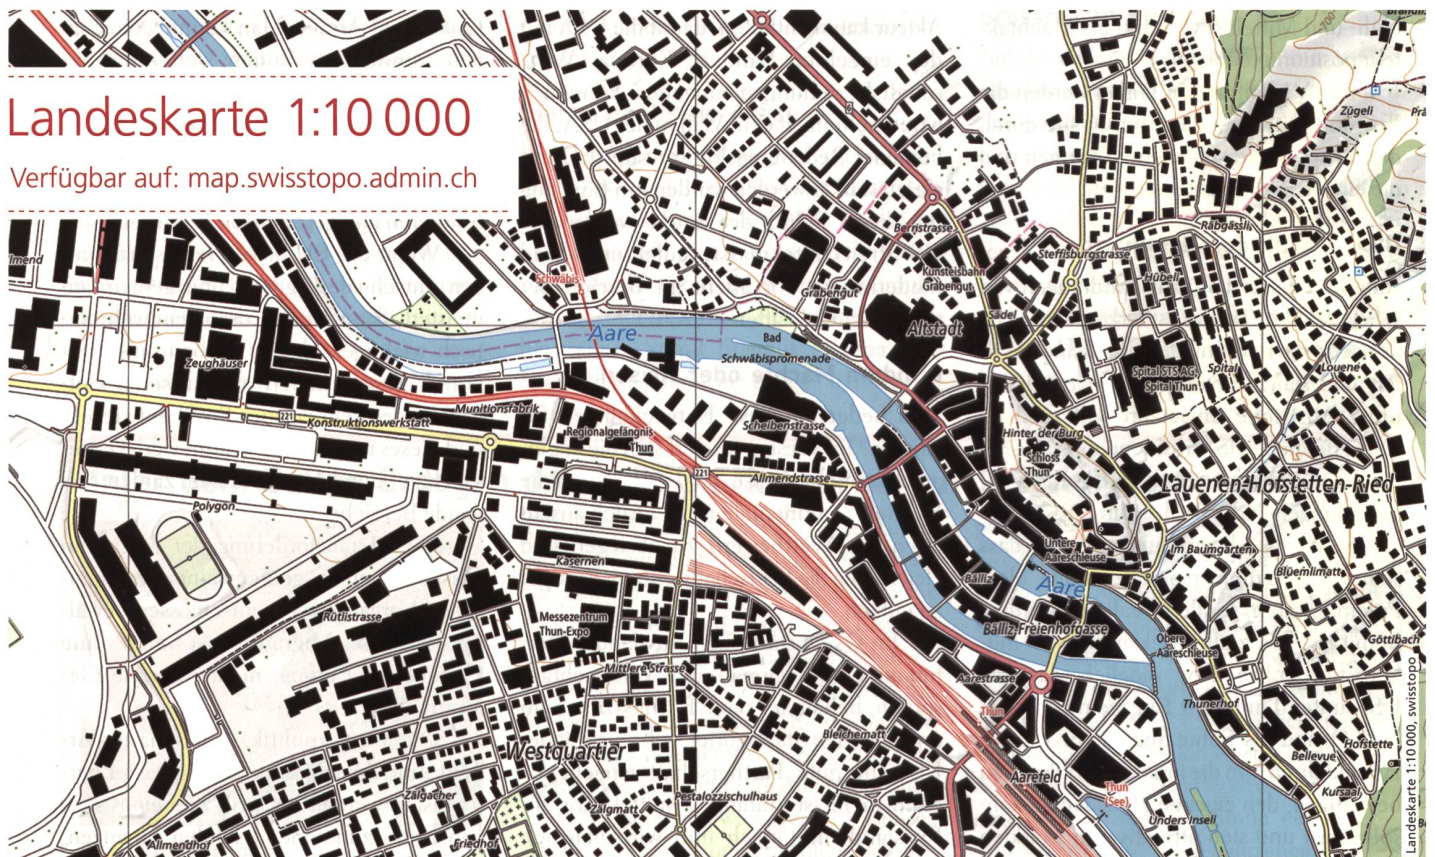 Landeskarte 1:10 000
Verfügbar auf: map.swisstopo.admin.ch
700
Zügeli
6
Bernstrasse
Räbgässli
Steffisburgstrasse
Kunsteisbahn
Grabengut
Hübeli
Schwäbis
Grabengut
Sädel
Altstadt
Aare
Bad
Schwäbispromenade
Zeughäuser
Spital STS AG,
Spital Thun
Spital
Louene
221
Konstruktionswerkstatt
Munitionsfabrik
Regionalgefängnis
Thun
Scheibenstrasse
Hinter der Burg
Schloss
Thun
221
Allmendstrasse
Lauenen-Hofstetten-Ried
Polygon
Untere
Aareschleuse
Im Baumgarten
Kasernen
Bälliz
Aare
Blüemlimatt
Rütlistrasse
Messezentrum
Thun-Expo
Bälliz-Freienhofgasse
Obere
Aareschleuse
Göttibach
Mittlere Strasse
Aarestrasse
Thun
Thunerhof
Westquartier
Bleichematt
Hofstette
Bellevue
Aarefeld
Thun
(See)
Kursaal
Zälgacher
Zälgmatt
Pestalozzischulhaus
Unders Inseli
Allmendhof
Friedhof
Landeskarte 1:10 000, swisstopo